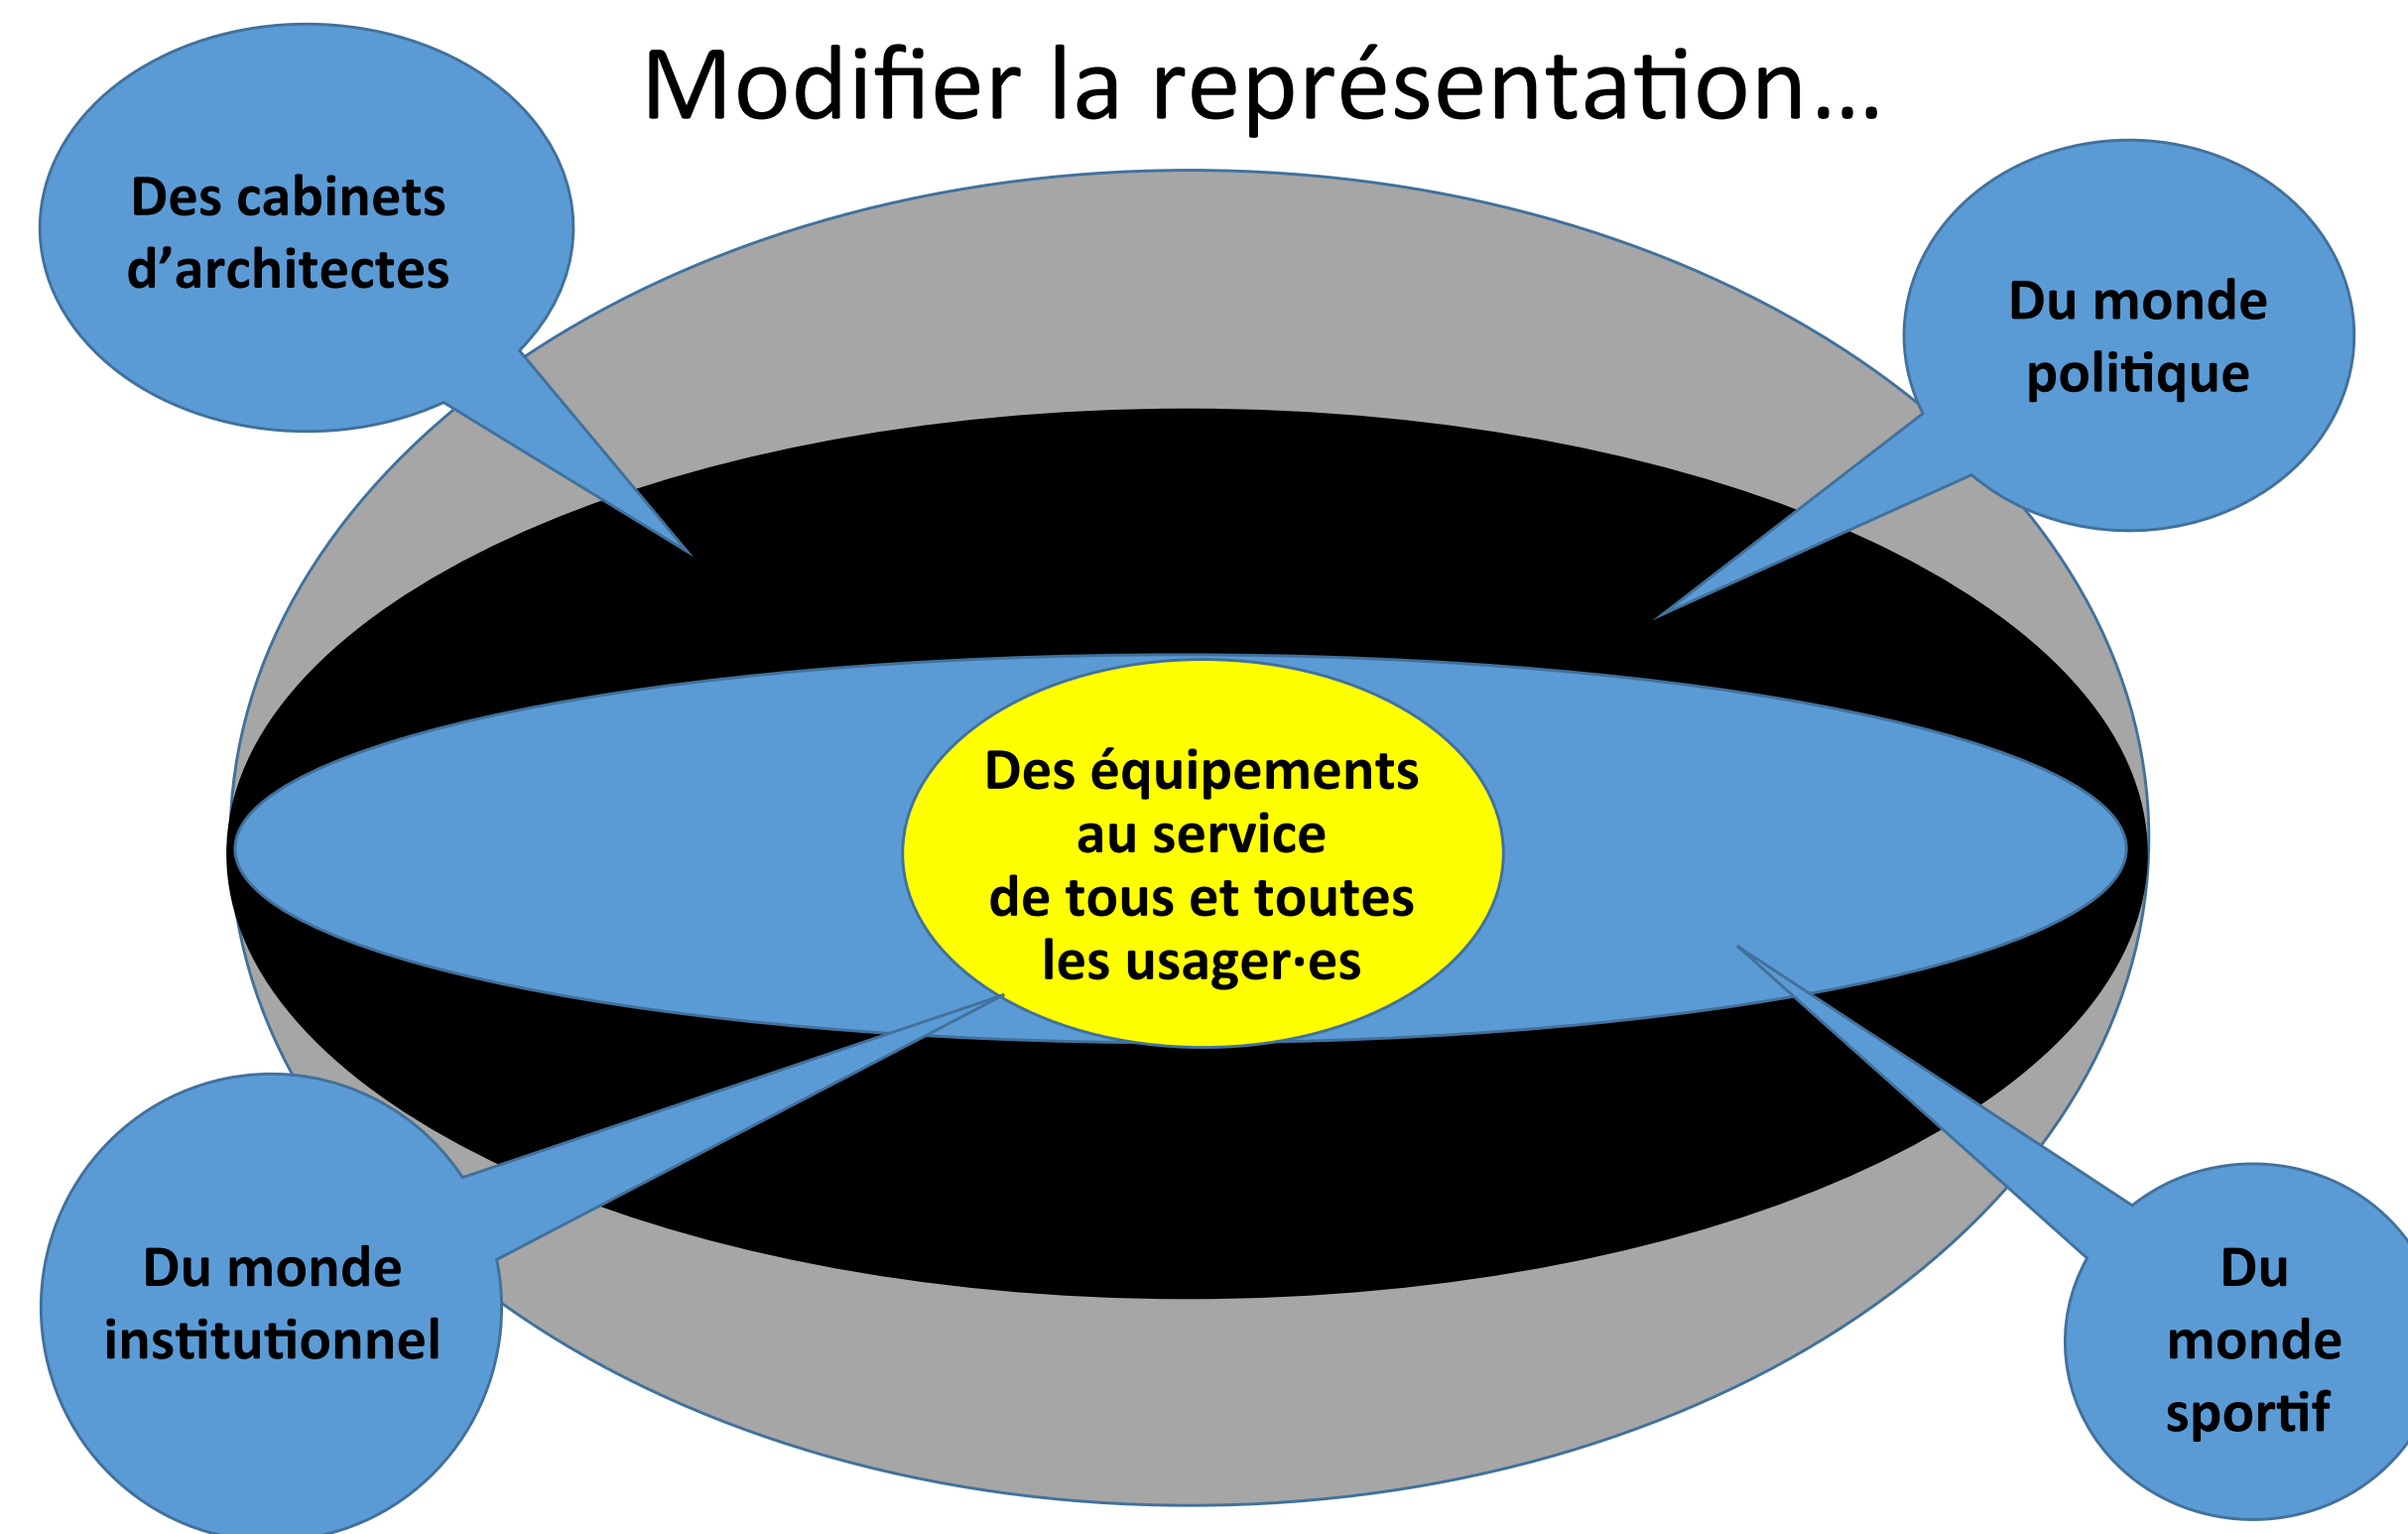 Modifier la représentation…
Des cabinets
d’architectes
Du monde
politique
Des équipements
au service
de tous et toutes
les usager·es
Du monde
institutionnel
Du
monde
sportif